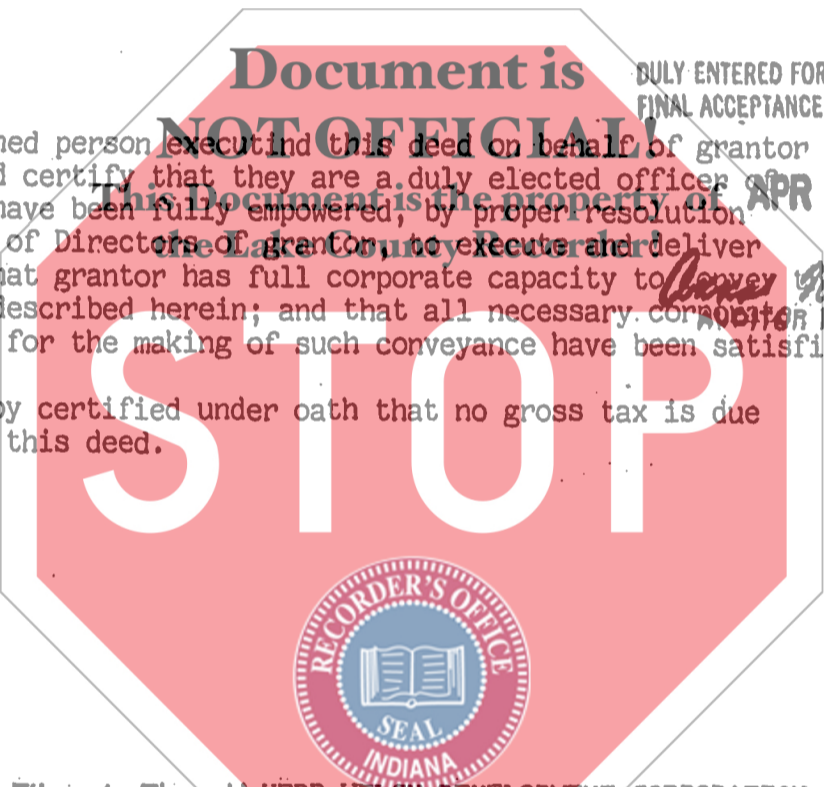 Document is
NOT OFFICIAL!
This Document is the property of
the Lake County Recorder!
DULY ENTERED FOR
FINAL ACCEPTANCE
APR
ned person executind this deed on behalf of grantor
d certify that they are a duly elected officer
have been fully empowered, by proper resolution
of Directors of grantor, to execute and deliver
hat grantor has full corporate capacity to convey
described herein; and that all necessary corporate
for the making of such conveyance have been satisfi
by certified under oath that no gross tax is due
this deed.
STOP
RECORDER'S OFFICE
SEAL
INDIANA
DEVELOPMENT CORPORATION